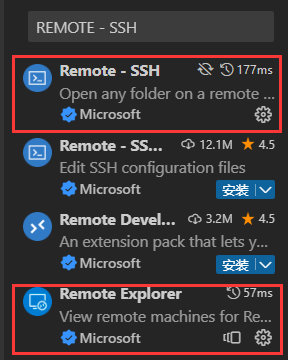 REMOTE - SSH
Remote - SSH 177ms
Open any folder on a remote ...
Microsoft
Remote - SS... 12.1M 4.5
Edit SSH configuration files
Microsoft 安装
Remote Devel... 3.2M 4.5
An extension pack that lets y...
Microsoft 安装
Remote Explorer 57ms
View remote machines for Re...
Microsoft